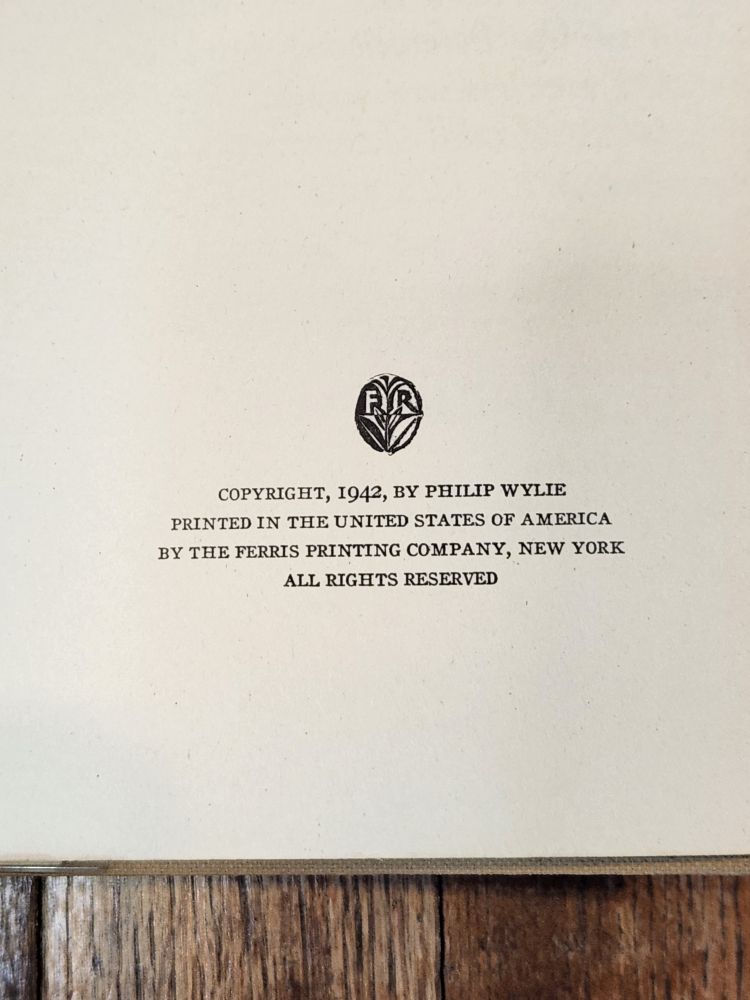 FR
COPYRIGHT, 1942, BY PHILIP WYLIE
PRINTED IN THE UNITED STATES OF AMERICA
BY THE FERRIS PRINTING COMPANY, NEW YORK
ALL RIGHTS RESERVED